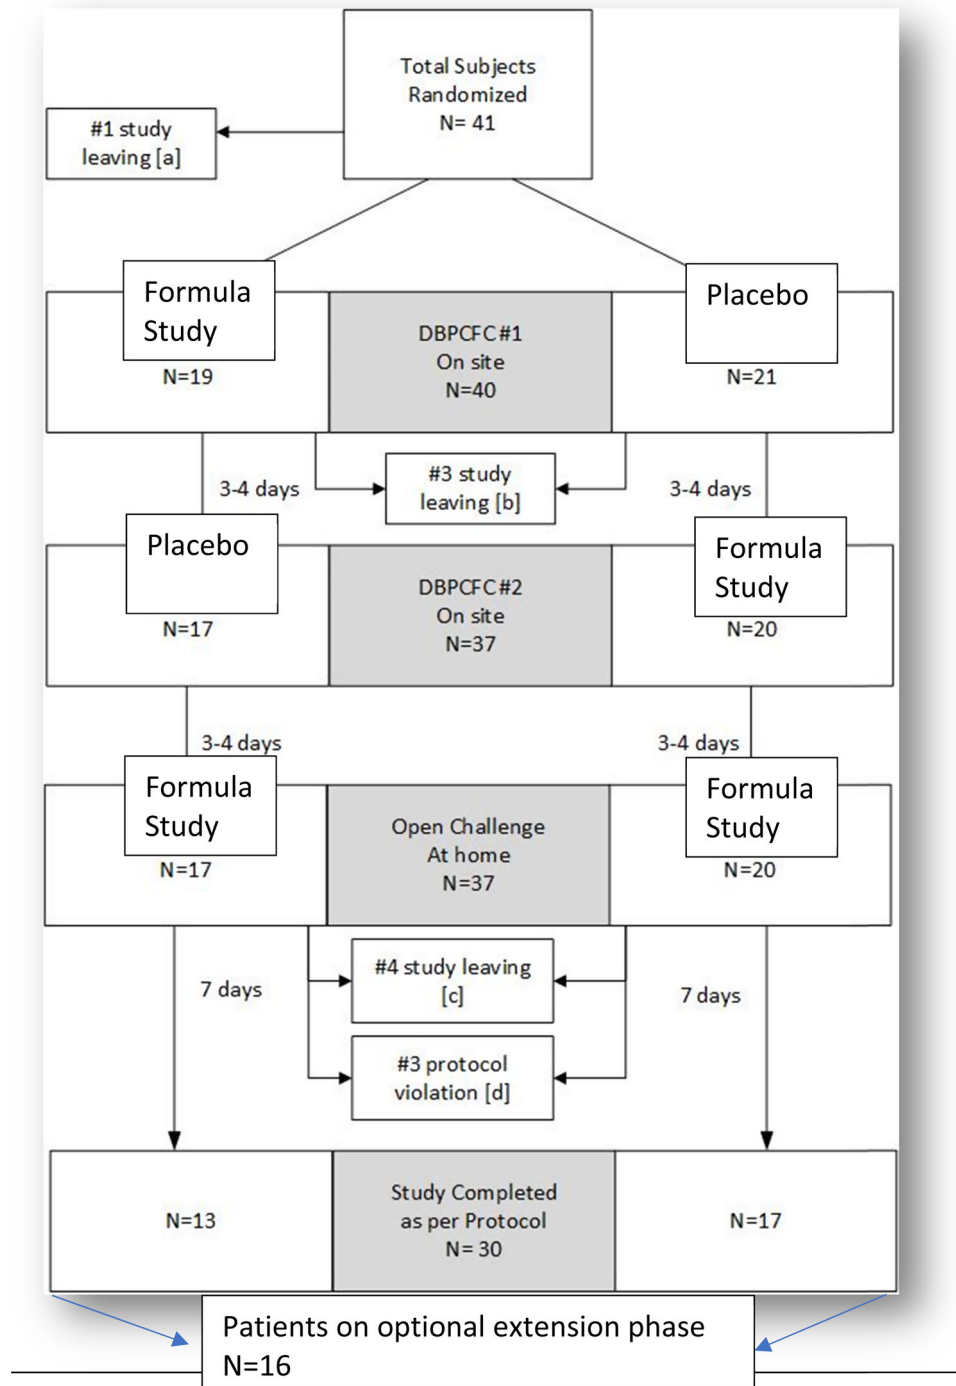 Total Subjects
Randomized
N= 41
#1 study
leaving [a]
Formula
Study
N=19
DBPCFC #1
On site
N=40
Placebo
N=21
3-4 days
#3 study
leaving [b]
3-4 days
Placebo
N=17
DBPCFC #2
On site
N=37
Formula
Study
N=20
3-4 days
3-4 days
Formula
Study
N=17
Open Challenge
At home
N=37
Formula
Study
N=20
7 days
#4 study leaving
[c]
7 days
#3 protocol
violation [d]
N=13
Study Completed
as per Protocol
N= 30
N=17
Patients on optional extension phase
N=16